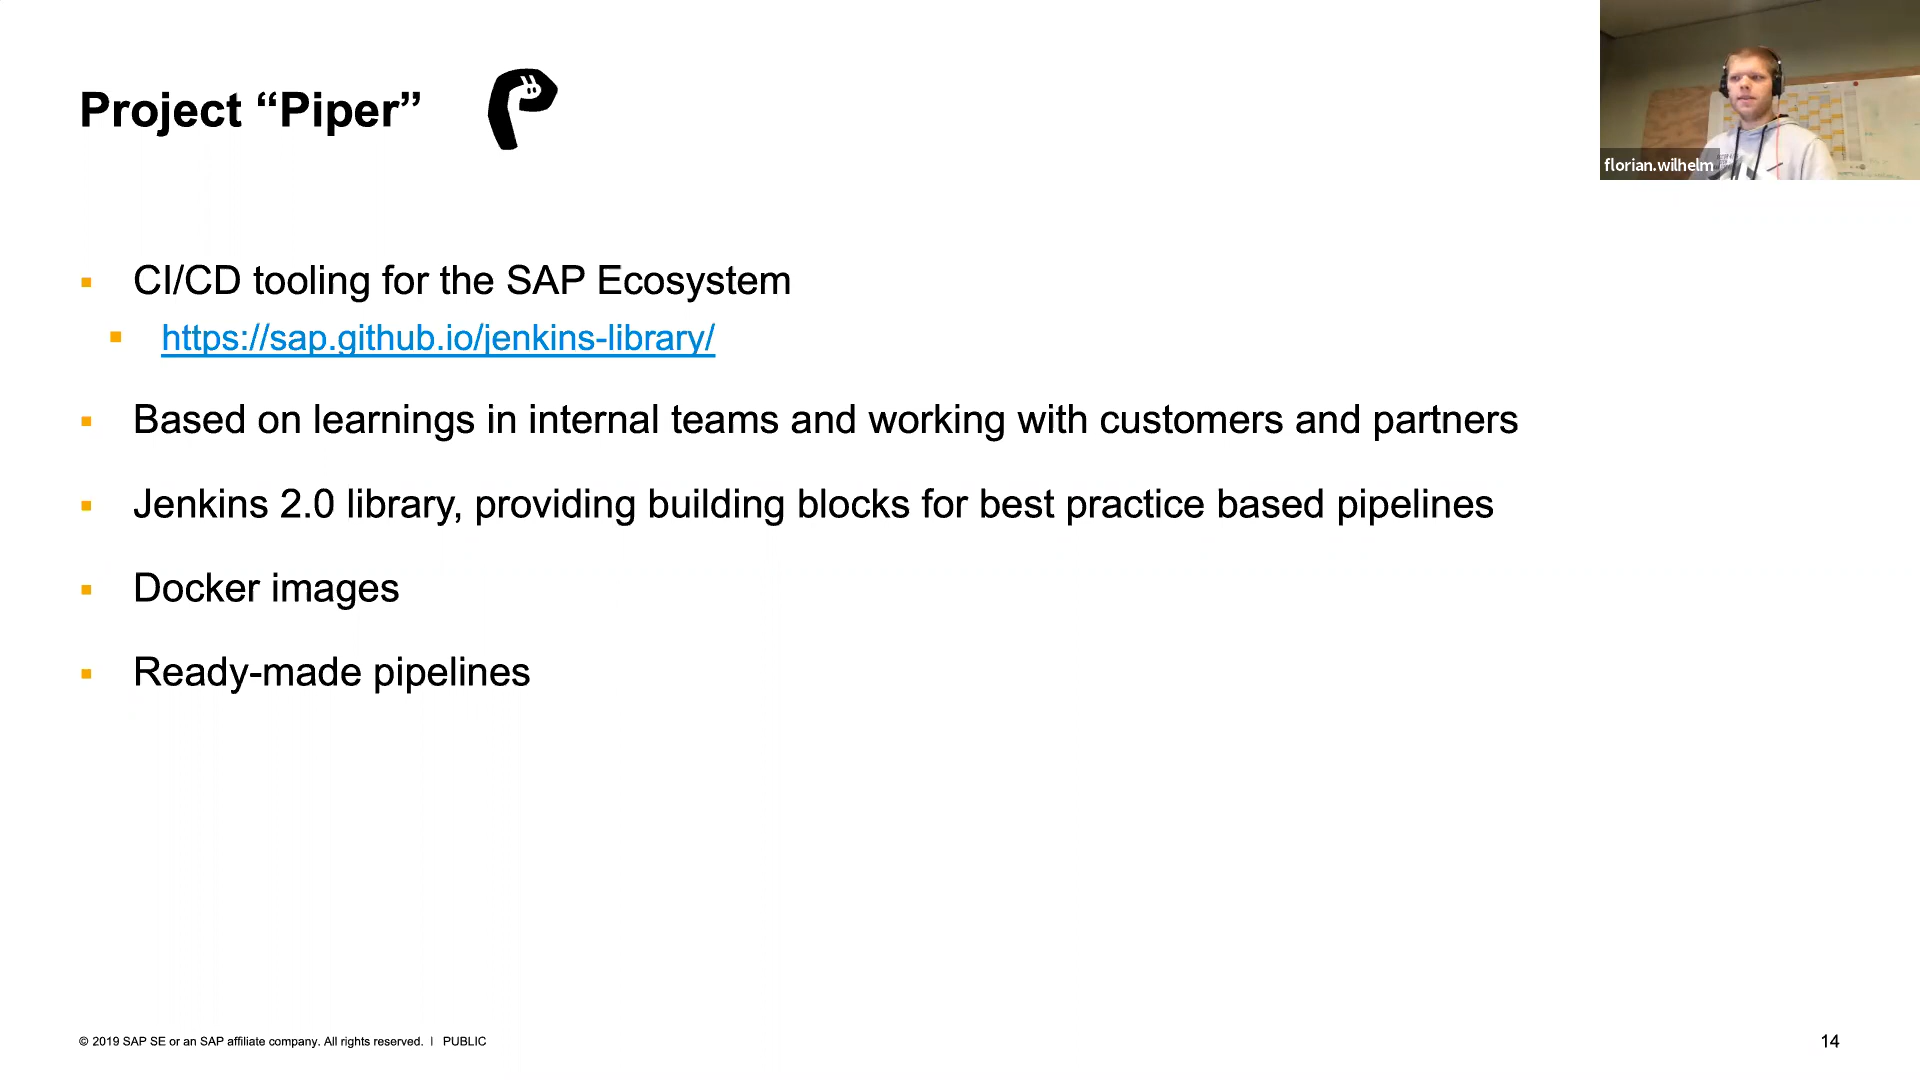 Project “Piper”
florian.wilhelm
CI/CD tooling for the SAP Ecosystem
https://sap.github.io/jenkins-library/
Based on learnings in internal teams and working with customers and partners
Jenkins 2.0 library, providing building blocks for best practice based pipelines
Docker images
Ready-made pipelines
© 2019 SAP SE or an SAP affiliate company. All rights reserved. ǀ PUBLIC
14